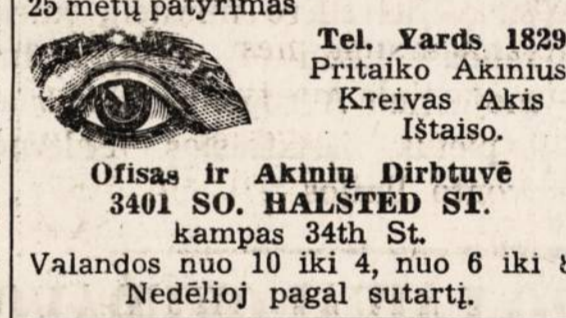 25 metų patyrimas
Tel. Yards 1829
Pritaiko Akinius
Kreivas Akis
Ištaiso.
Ofisas ir Akinių Dirbtuvė
3401 SO. HALSTED ST.
kampas 34th St.
Valandos nuo 10 iki 4, nuo 6 iki
Nedėlioj pagal sutartį.